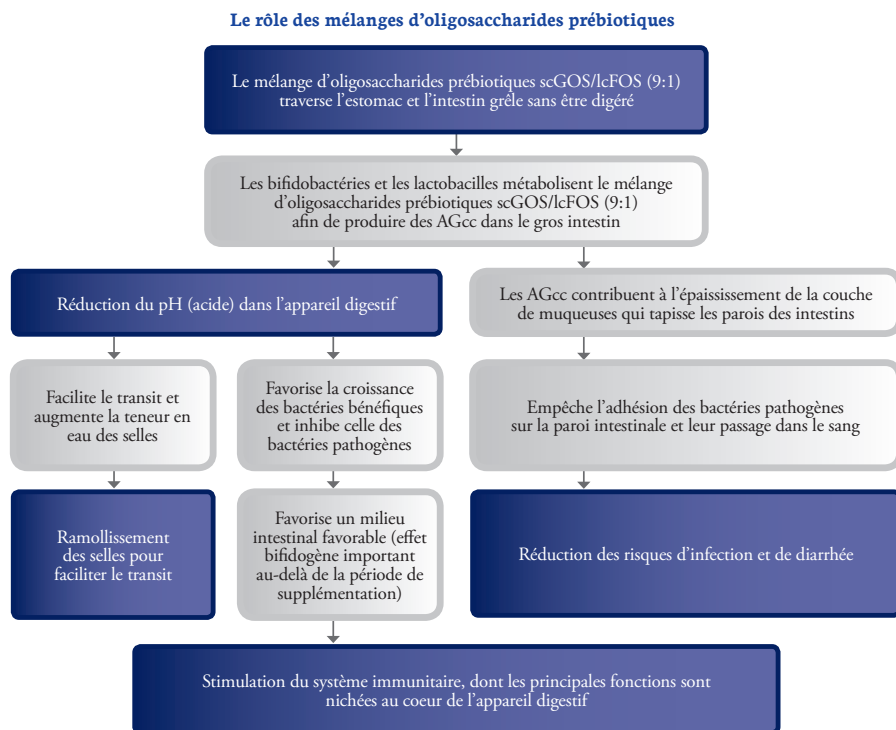 Le rôle des mélanges d’oligosaccharides prébiotiques
Le mélange d’oligosaccharides prébiotiques scGOS/lcFOS (9:1)
traverse l’estomac et l’intestin grêle sans être digéré
Les bifidobactéries et les lactobacilles métabolisent le mélange
d’oligosaccharides prébiotiques scGOS/lcFOS (9:1)
afin de produire des AGcc dans le gros intestin
Réduction du pH (acide) dans l’appareil digestif
Les AGcc contribuent à l’épaississement de la couche
de muqueuses qui tapisse les parois des intestins
Facilite le transit et
augmente la teneur en
eau des selles
Favorise la croissance
des bactéries bénéfiques
et inhibe celle des
bactéries pathogènes
Empêche l’adhésion des bactéries pathogènes
sur la paroi intestinale et leur passage dans le sang
Ramollissement
des selles pour
faciliter le transit
Favorise un milieu
intestinal favorable (effet
bifidogène important
au-delà de la période de
supplémentation)
Réduction des risques d’infection et de diarrhée
Stimulation du système immunitaire, dont les principales fonctions sont
nichées au coeur de l’appareil digestif